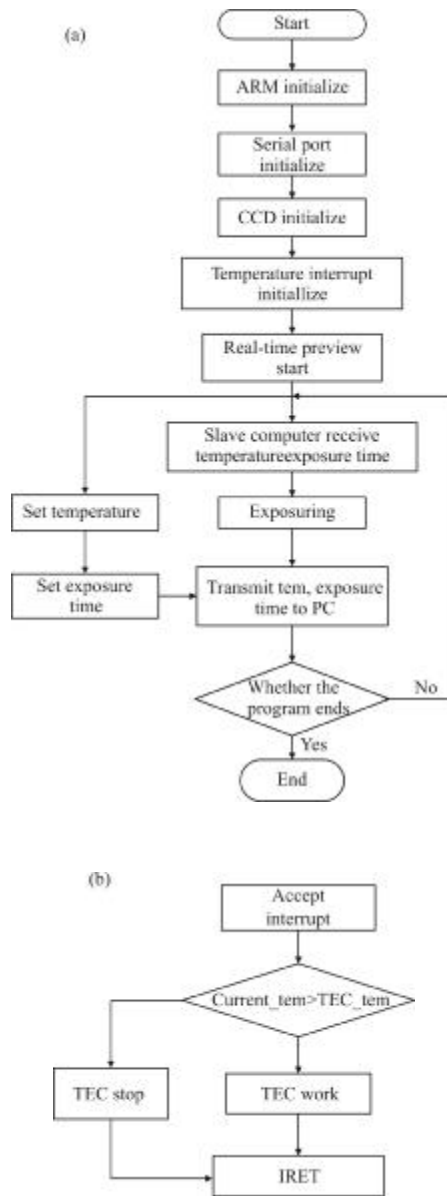 (a)
Start
ARM initialize
Serial port
initialize
CCD initialize
Temperature interrupt
initiallize
Real-time preview
start
Slave computer receive
temperatureexposure time
Set temperature
Exposuring
Set exposure
time
Transmit tem, exposure
time to PC
Whether the
program ends
No
Yes
End
(b)
Accept
interrupt
Current_tem>TEC_tem
TEC stop
TEC work
IRET